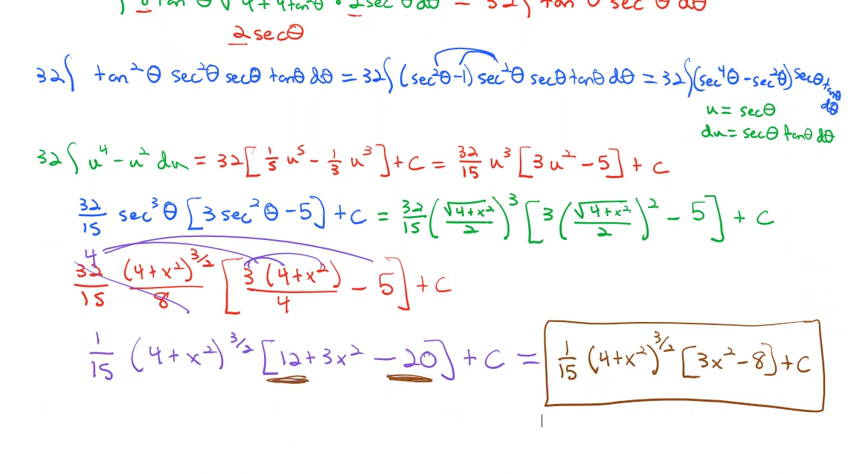 2secθ
32∫ tan²θ sec²θ secθ tanθ dθ = 32∫(sec²θ-1) sec²θ secθ tanθ dθ = 32∫(sec⁴θ-sec²θ) secθ tanθ dθ
u = secθ
du = secθ tanθ dθ
32∫ u⁴-u² du = 32[1/5 u⁵ - 1/3 u³] + C = 32/15 u³[3u²-5] + C
32/15 sec³θ [3sec²θ-5] + C = 32/15 (√(4+x²)/2)³ [3(√(4+x²)/2)² - 5] + C
4
32/15 (4+x²)^(3/2)/8 [3(4+x²)/4 - 5] + C
1/15 (4+x²)^(3/2) [12+3x²-20] + C = 1/15 (4+x²)^(3/2) [3x²-8] + C